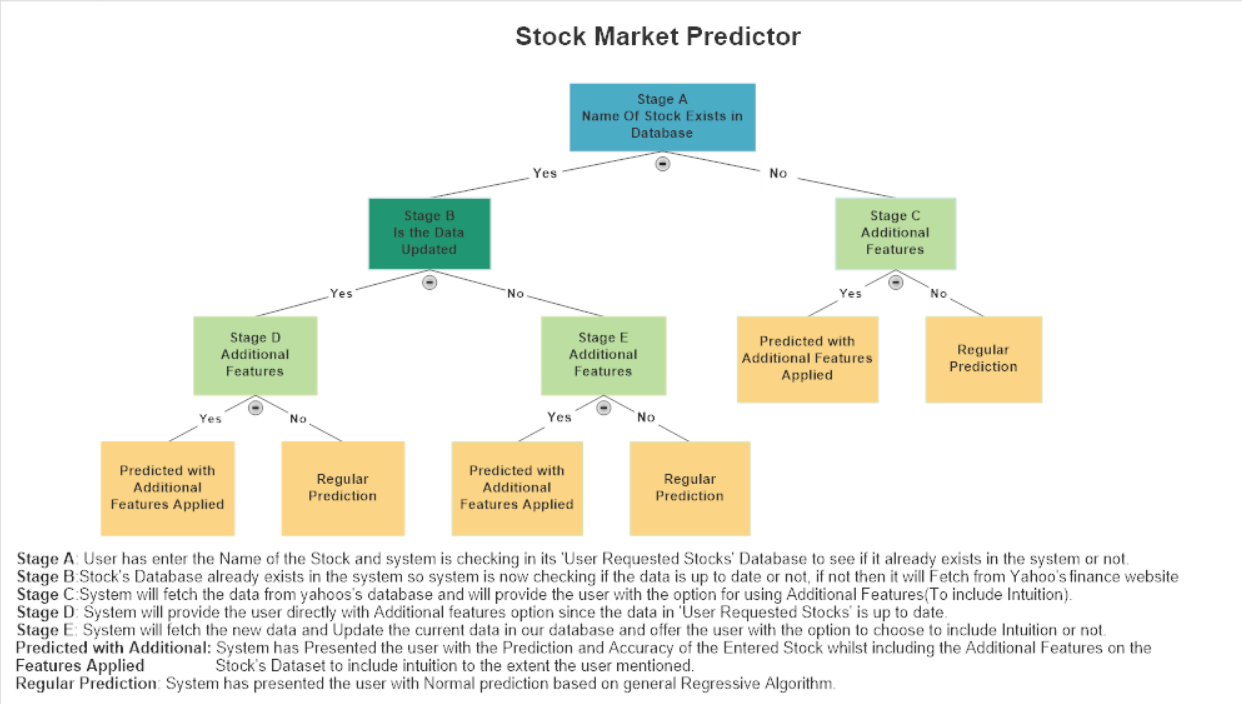 Stock Market Predictor
Stage A
Name Of Stock Exists in
Database
Yes
No
Stage B
Is the Data
Updated
Stage C
Additional
Features
Yes
No
Yes
No
Stage D
Additional
Features
Stage E
Additional
Features
Predicted with
Additional Features
Applied
Regular
Prediction
Yes
No
Yes
No
Predicted with
Additional
Features Applied
Regular
Prediction
Predicted with
Additional
Features Applied
Regular
Prediction
Stage A: User has enter the Name of the Stock and system is checking in its 'User Requested Stocks' Database to see if it already exists in the system or not.
Stage B:Stock's Database already exists in the system so system is now checking if the data is up to date or not, if not then it will Fetch from Yahoo's finance website
Stage C:System will fetch the data from yahoos's database and will provide the user with the option for using Additional Features(To include Intuition).
Stage D: System will provide the user directly with Additional features option since the data in 'User Requested Stocks' is up to date.
Stage E: System will fetch the new data and Update the current data in our database and offer the user with the option to choose to include Intuition or not.
Predicted with Additional: System has Presented the user with the Prediction and Accuracy of the Entered Stock whilst including the Additional Features on the
Features Applied Stock's Dataset to include intuition to the extent the user mentioned.
Regular Prediction: System has presented the user with Normal prediction based on general Regressive Algorithm.